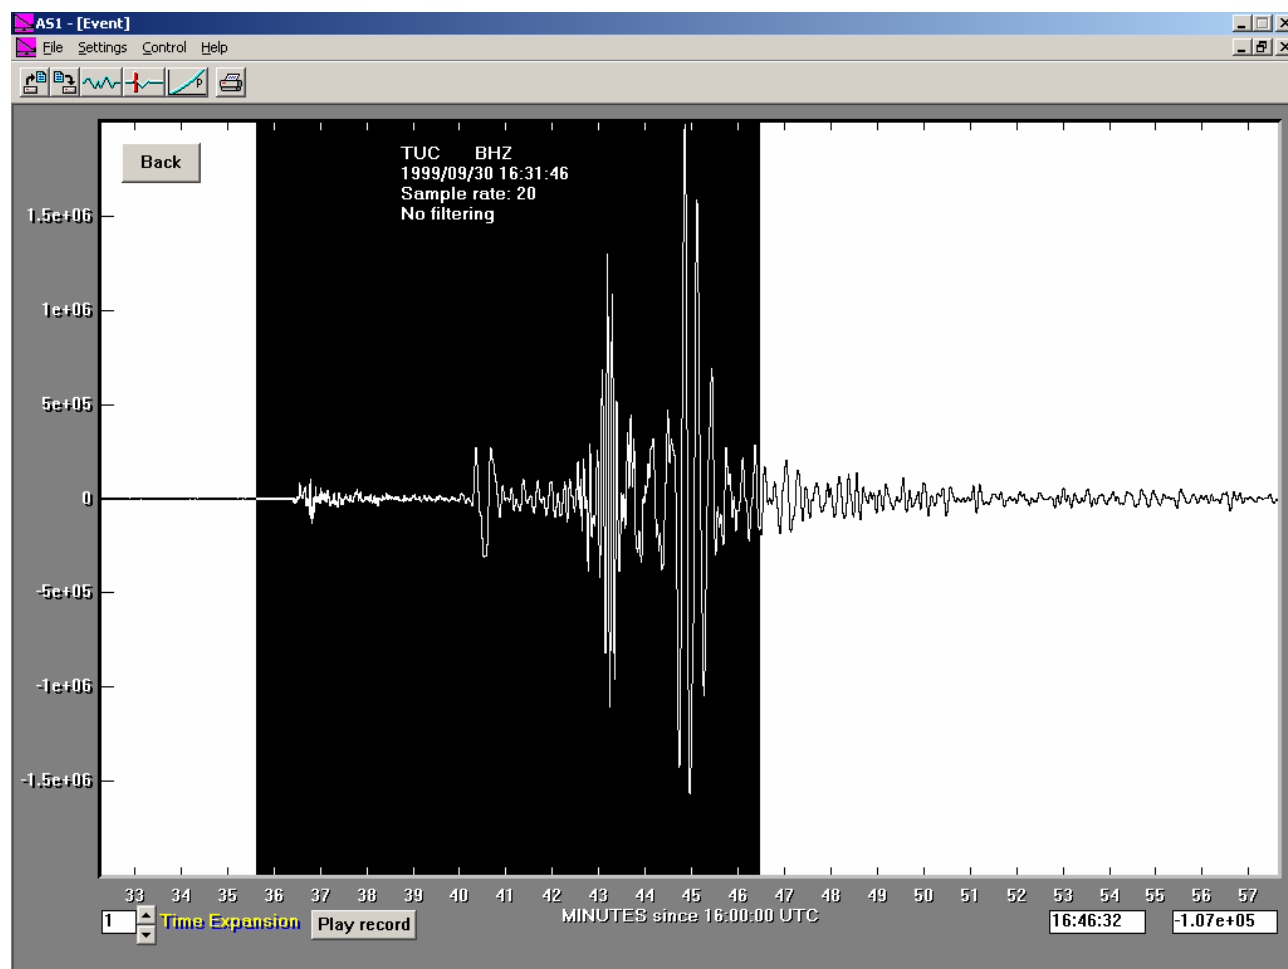 AS1 - [Event]
File Settings Control Help
P
Back
TUC BHZ
1999/09/30 16:31:46
Sample rate: 20
No filtering
1.5e+06
1e+06
5e+05
0
-5e+05
-1e+06
-1.5e+06
33 34 35 36 37 38 39 40 41 42 43 44 45 46 47 48 49 50 51 52 53 54 55 56 57
MINUTES since 16:00:00 UTC
1 Time Expansion Play record 16:46:32 -1.07e+05